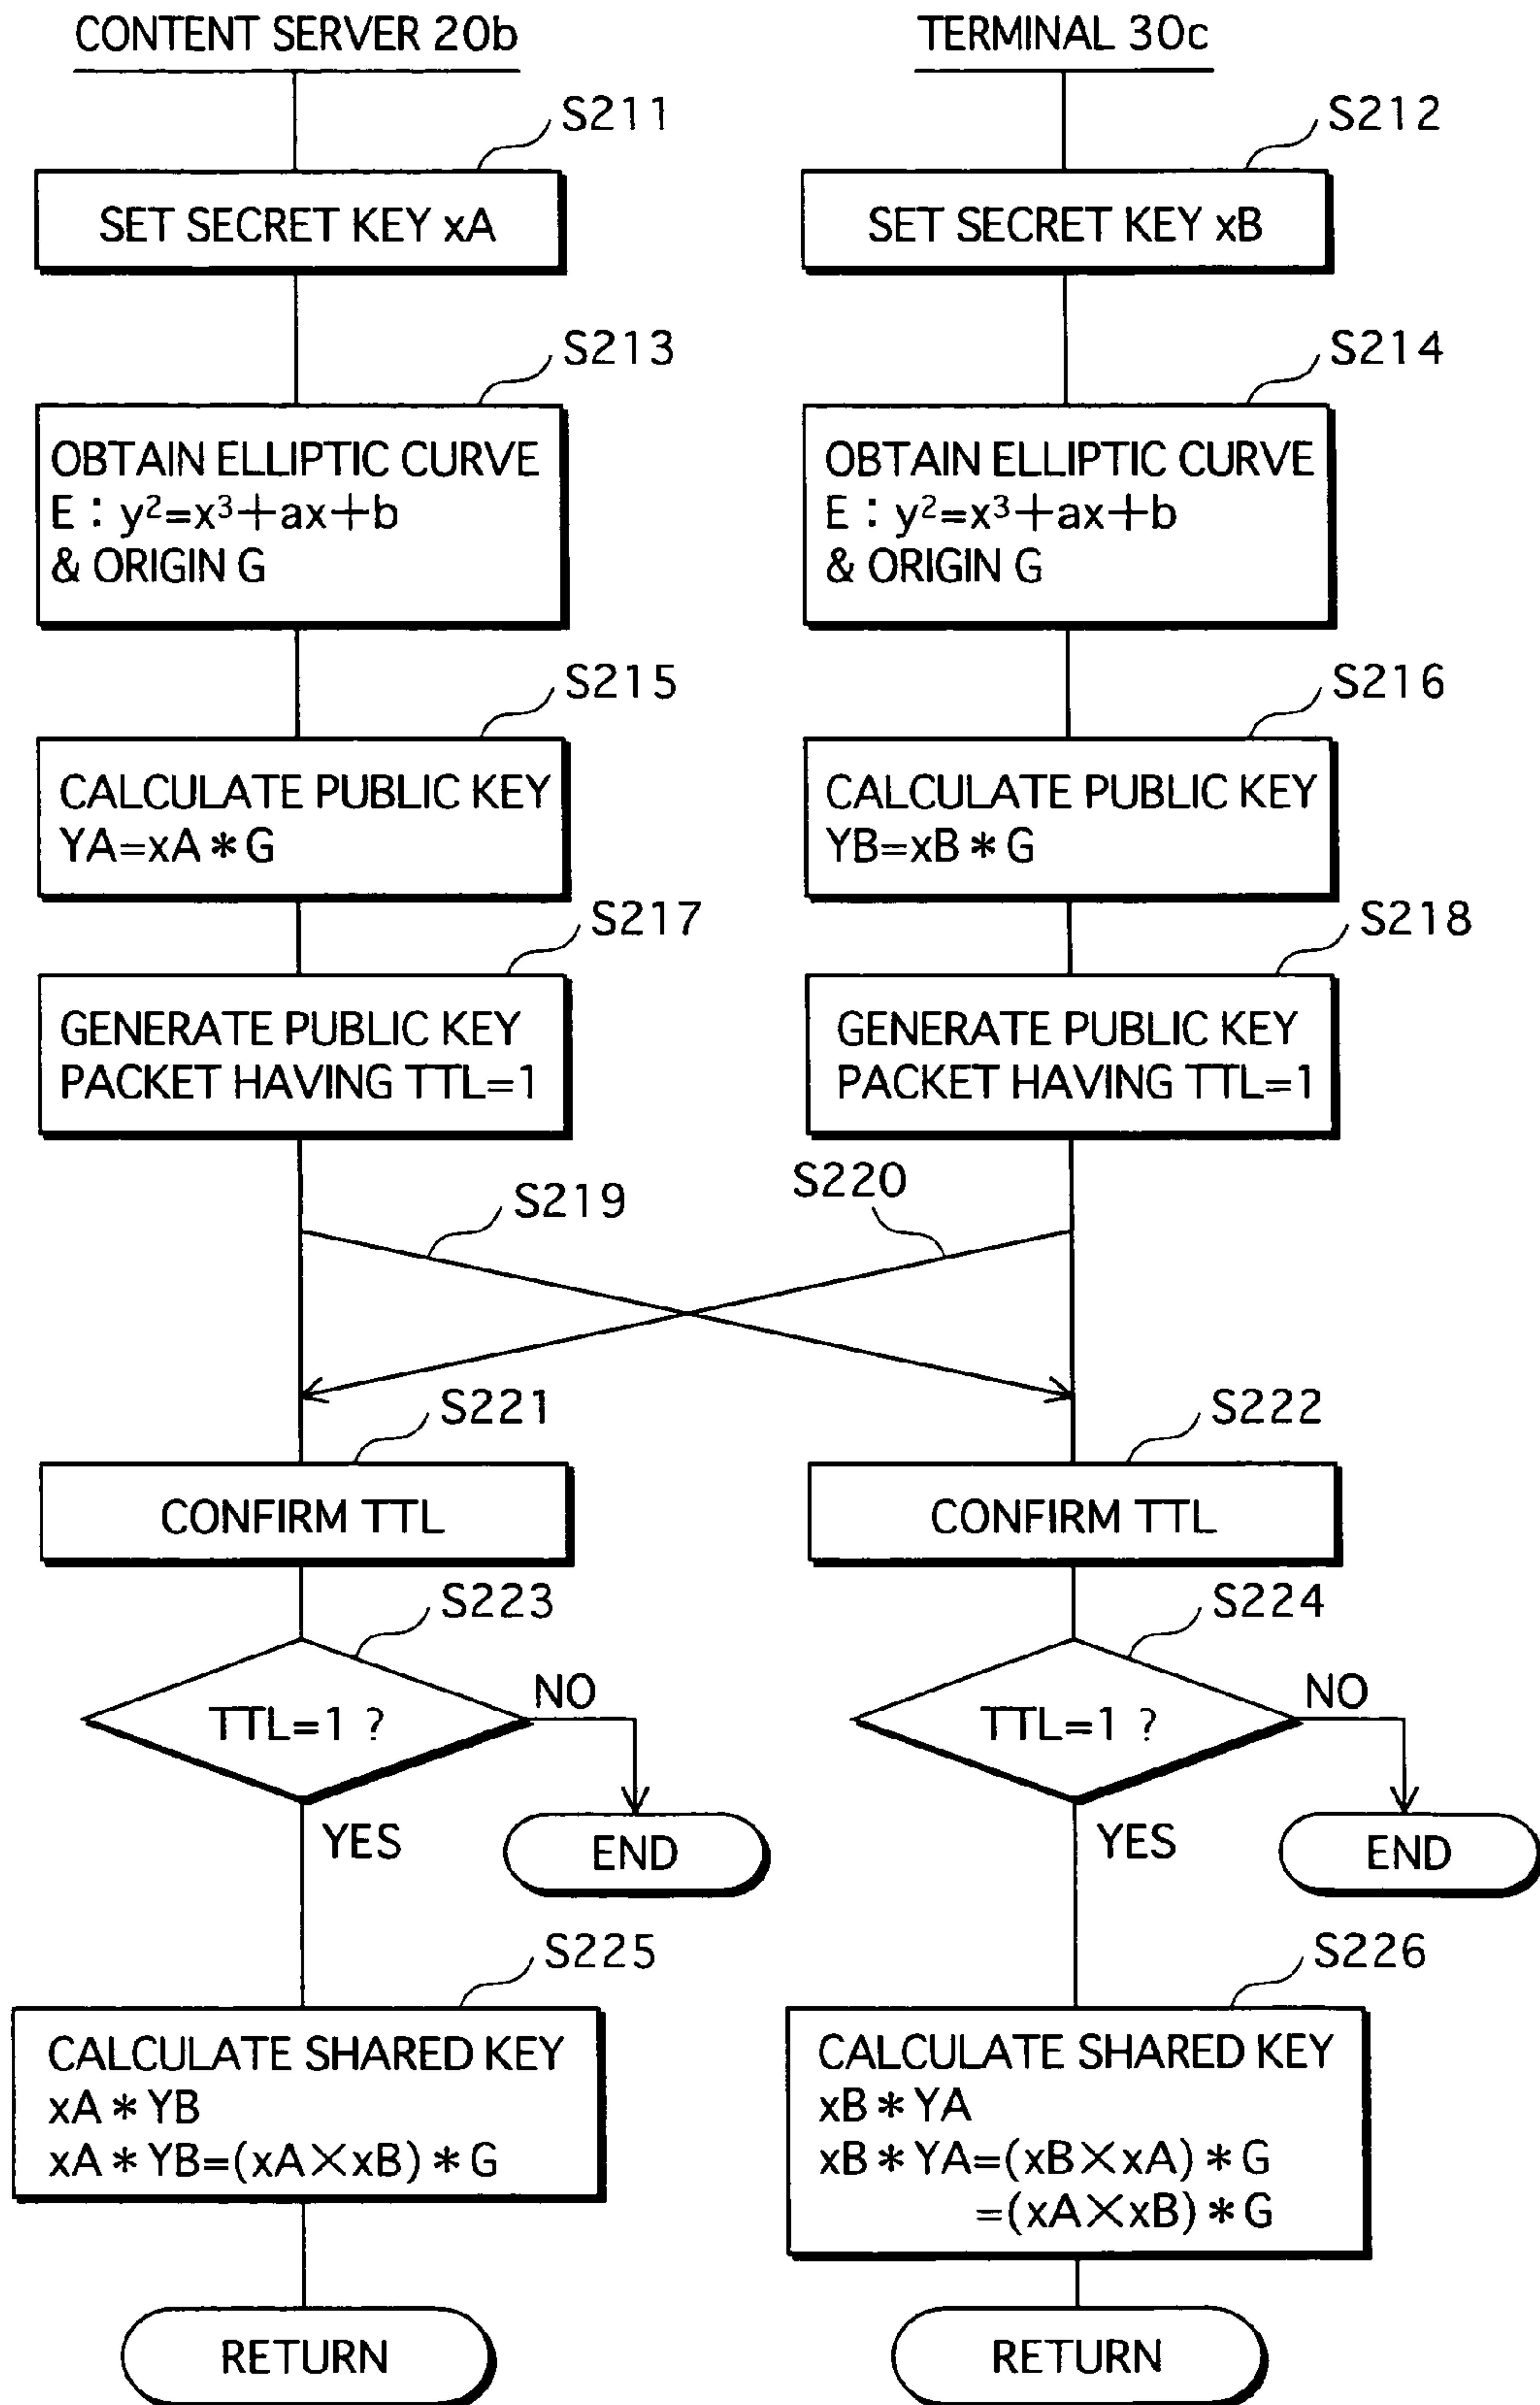 CONTENT SERVER 20b
TERMINAL 30c
S211
S212
SET SECRET KEY xA
SET SECRET KEY xB
S213
S214
OBTAIN ELLIPTIC CURVE
E : y²=x³+ax+b
& ORIGIN G
OBTAIN ELLIPTIC CURVE
E : y²=x³+ax+b
& ORIGIN G
S215
S216
CALCULATE PUBLIC KEY
YA=xA * G
CALCULATE PUBLIC KEY
YB=xB * G
S217
S218
GENERATE PUBLIC KEY
PACKET HAVING TTL=1
GENERATE PUBLIC KEY
PACKET HAVING TTL=1
S219
S220
S221
S222
CONFIRM TTL
CONFIRM TTL
S223
S224
TTL=1 ?
NO
TTL=1 ?
NO
YES
END
YES
END
S225
S226
CALCULATE SHARED KEY
xA * YB
xA * YB=(xA×xB) * G
CALCULATE SHARED KEY
xB * YA
xB * YA=(xB×xA) * G
=(xA×xB) * G
RETURN
RETURN